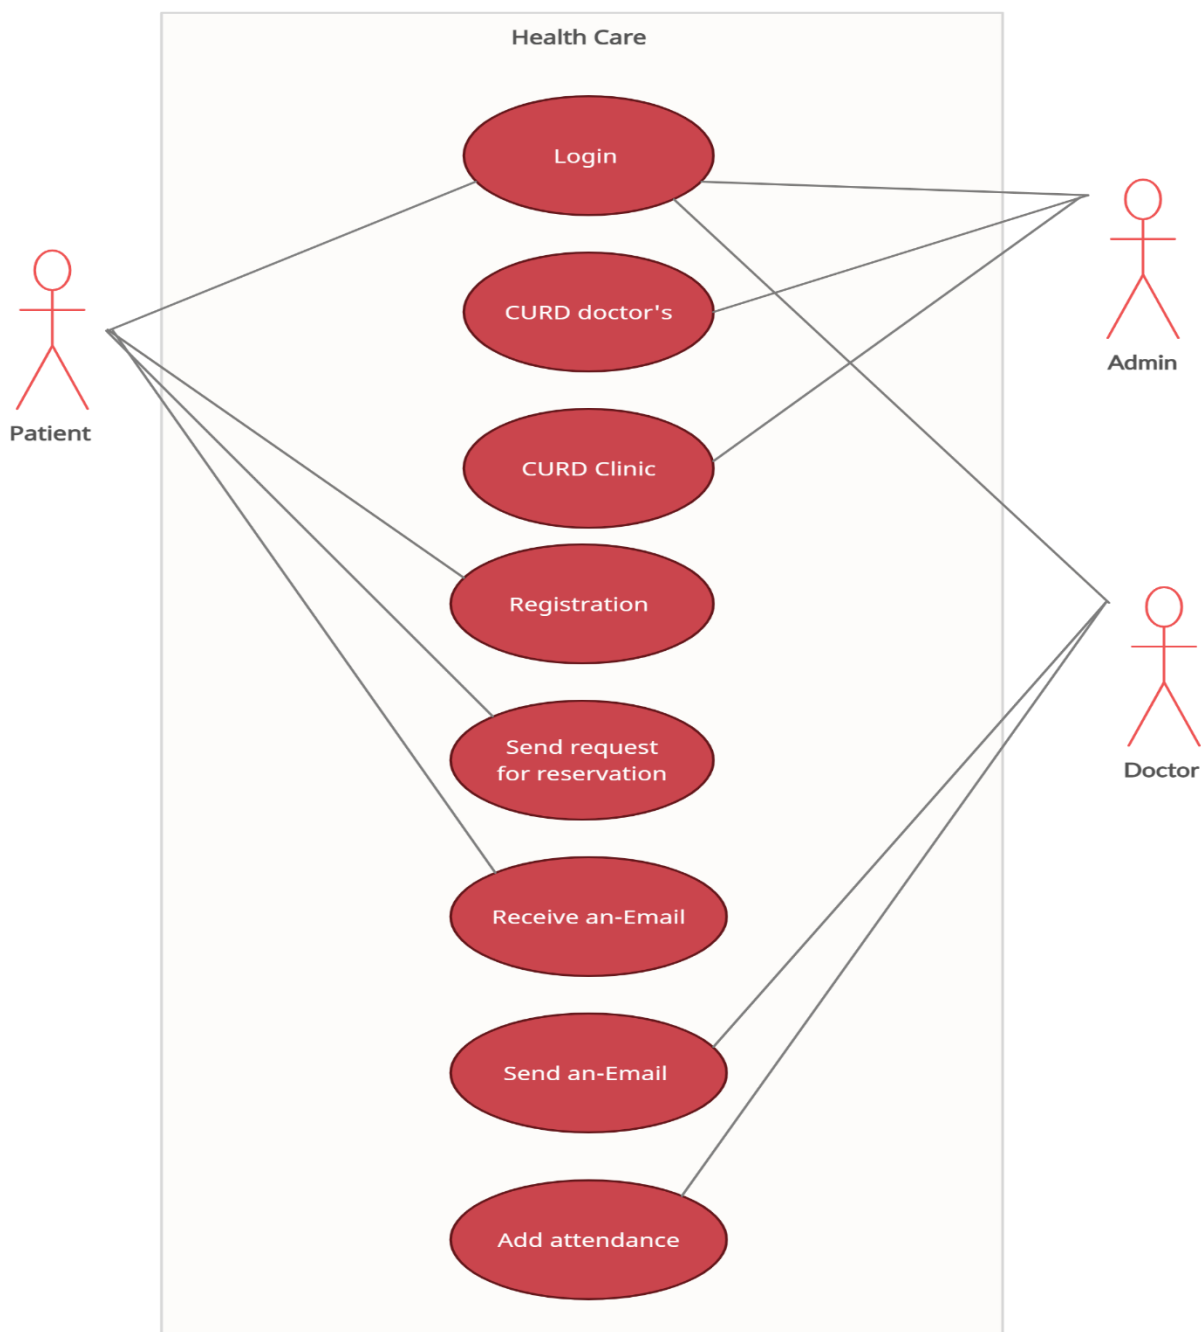 Health Care
Login
CURD doctor's
CURD Clinic
Registration
Send request
for reservation
Receive an-Email
Send an-Email
Add attendance
Patient
Admin
Doctor